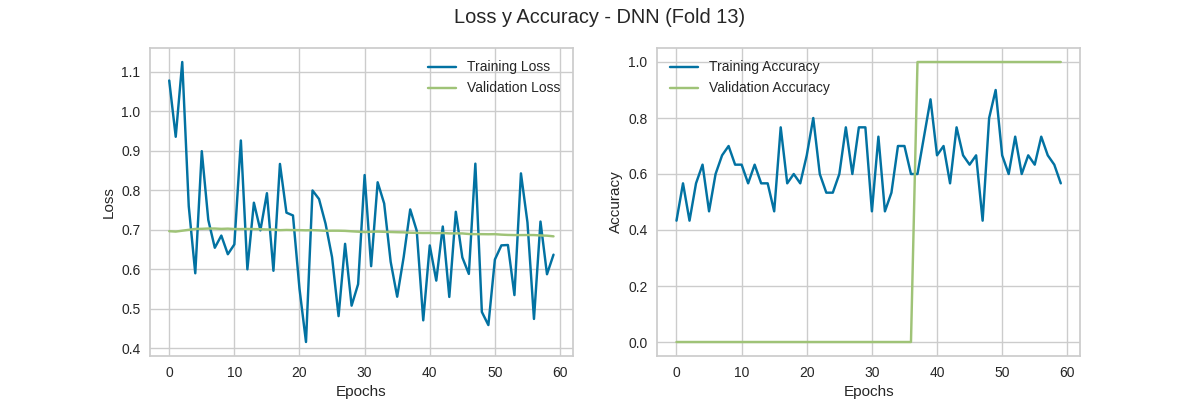 Loss y Accuracy - DNN (Fold 13)
Training Loss
Validation Loss
1.1
1.0
0.9
0.8
0.7
0.6
0.5
0.4
Loss
0 10 20 30 40 50 60
Epochs
Training Accuracy
Validation Accuracy
1.0
0.8
0.6
0.4
0.2
0.0
Accuracy
0 10 20 30 40 50 60
Epochs